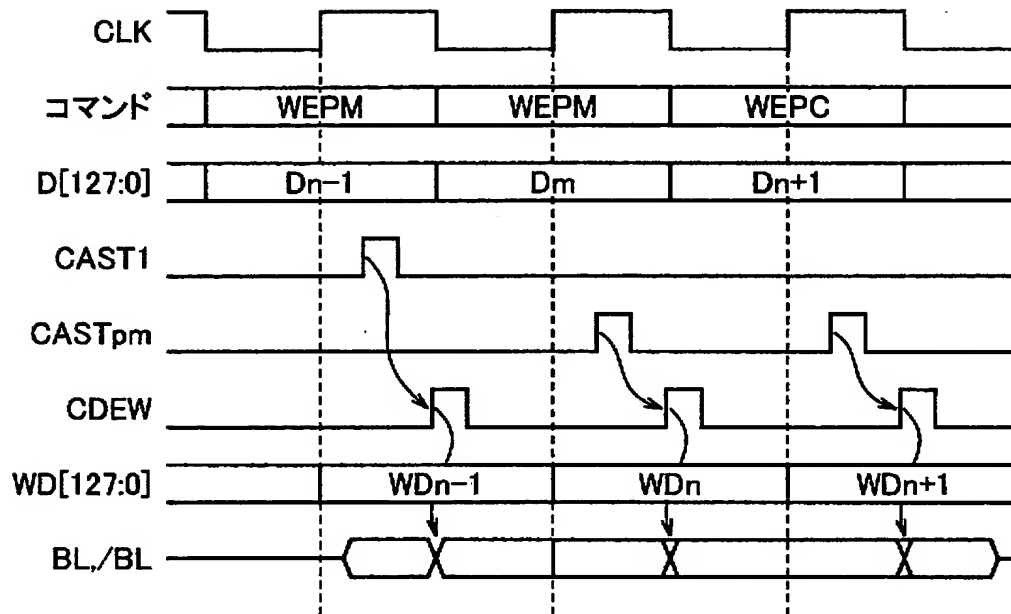 CLK
コマンド WEPM WEPM WEPC
D[127:0] Dn−1 Dm Dn+1
CAST1
CASTpm
CDEW
WD[127:0] WDn−1 WDn WDn+1
BL,/BL